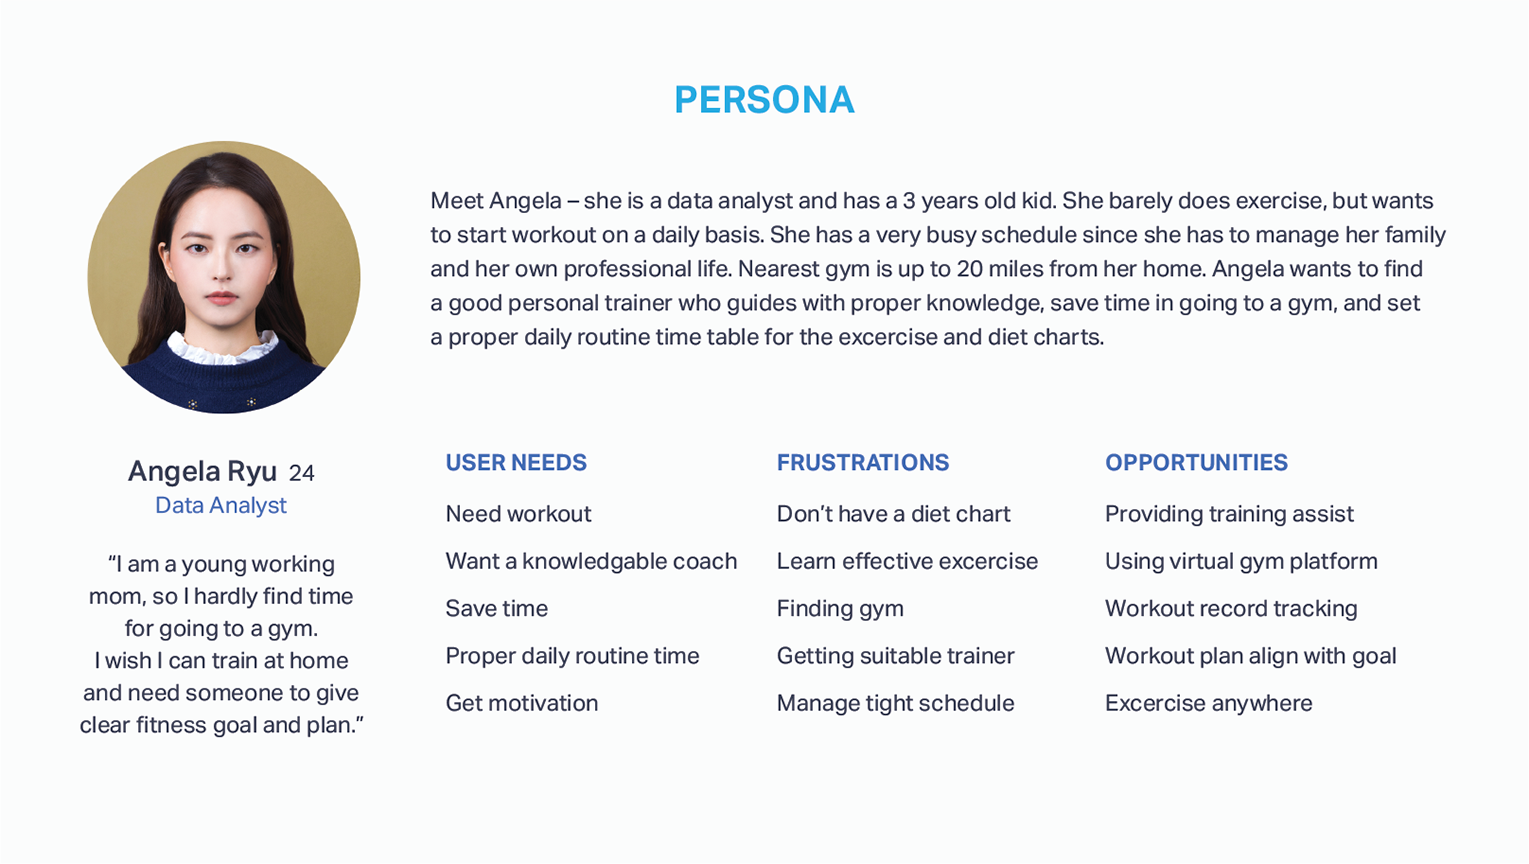 PERSONA
Meet Angela – she is a data analyst and has a 3 years old kid. She barely does exercise, but wants
to start workout on a daily basis. She has a very busy schedule since she has to manage her family
and her own professional life. Nearest gym is up to 20 miles from her home. Angela wants to find
a good personal trainer who guides with proper knowledge, save time in going to a gym, and set
a proper daily routine time table for the excercise and diet charts.
Angela Ryu 24
Data Analyst
“I am a young working
mom, so I hardly find time
for going to a gym.
I wish I can train at home
and need someone to give
clear fitness goal and plan.”
USER NEEDS
Need workout
Want a knowledgable coach
Save time
Proper daily routine time
Get motivation
FRUSTRATIONS
Don’t have a diet chart
Learn effective excercise
Finding gym
Getting suitable trainer
Manage tight schedule
OPPORTUNITIES
Providing training assist
Using virtual gym platform
Workout record tracking
Workout plan align with goal
Excercise anywhere